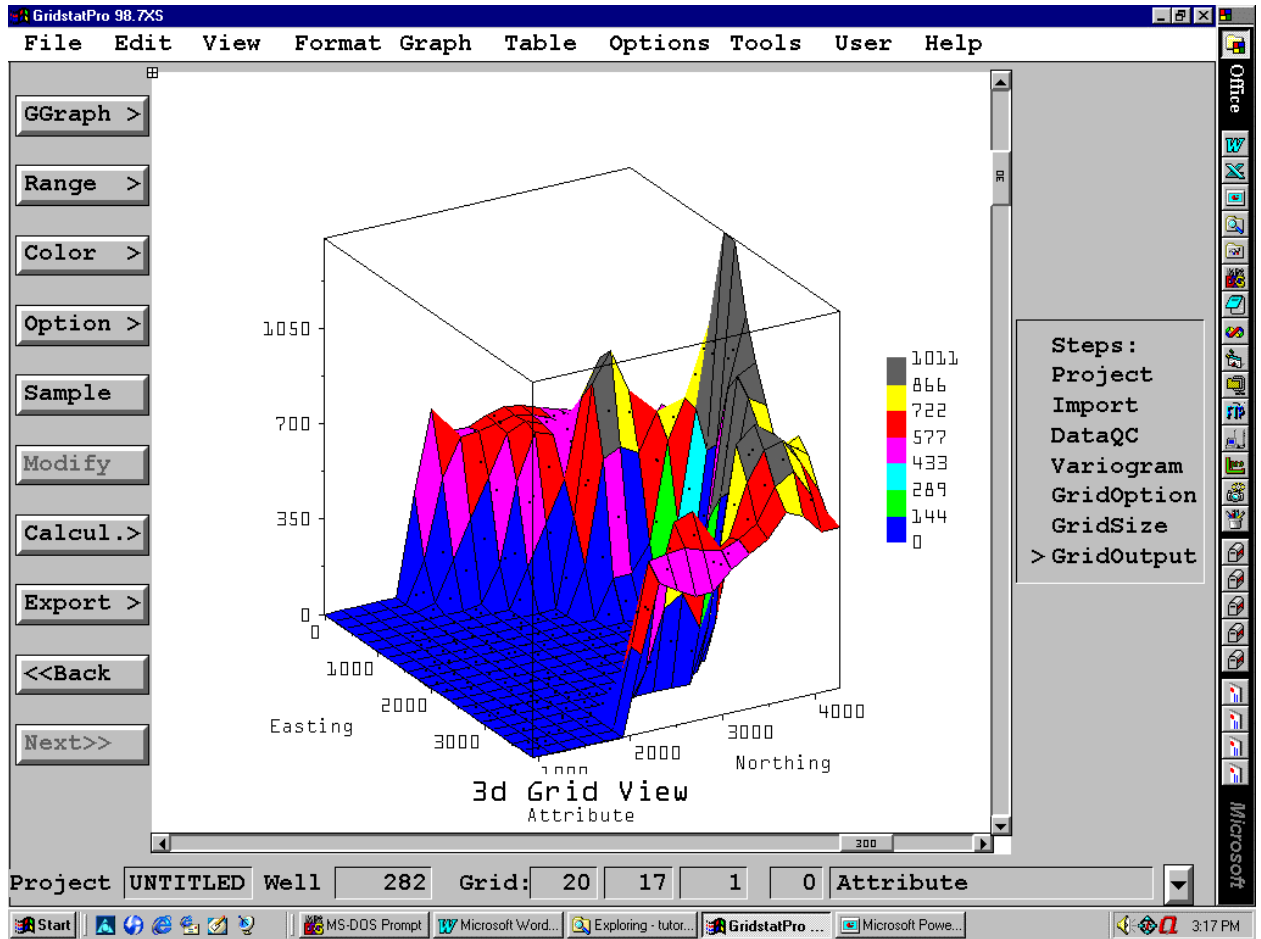 GridstatPro 98.7XS
File Edit View Format Graph Table Options Tools User Help
Office
GGraph >
Range >
Color >
Option >
Sample
Modify
Calcul.>
Export >
<<Back
Next>>
1050
700
350
0
0
1000
2000
3000
Easting
1000
2000
3000
4000
Northing
3d Grid View
Attribute
1011
866
722
577
433
289
144
0
30
300
Steps:
Project
Import
DataQC
Variogram
GridOption
GridSize
>GridOutput
Microsoft
Project UNTITLED Well 282 Grid: 20 17 1 0 Attribute
Start MS-DOS Prompt Microsoft Word... Exploring - tutor... GridstatPro ... Microsoft Powe... 3:17 PM